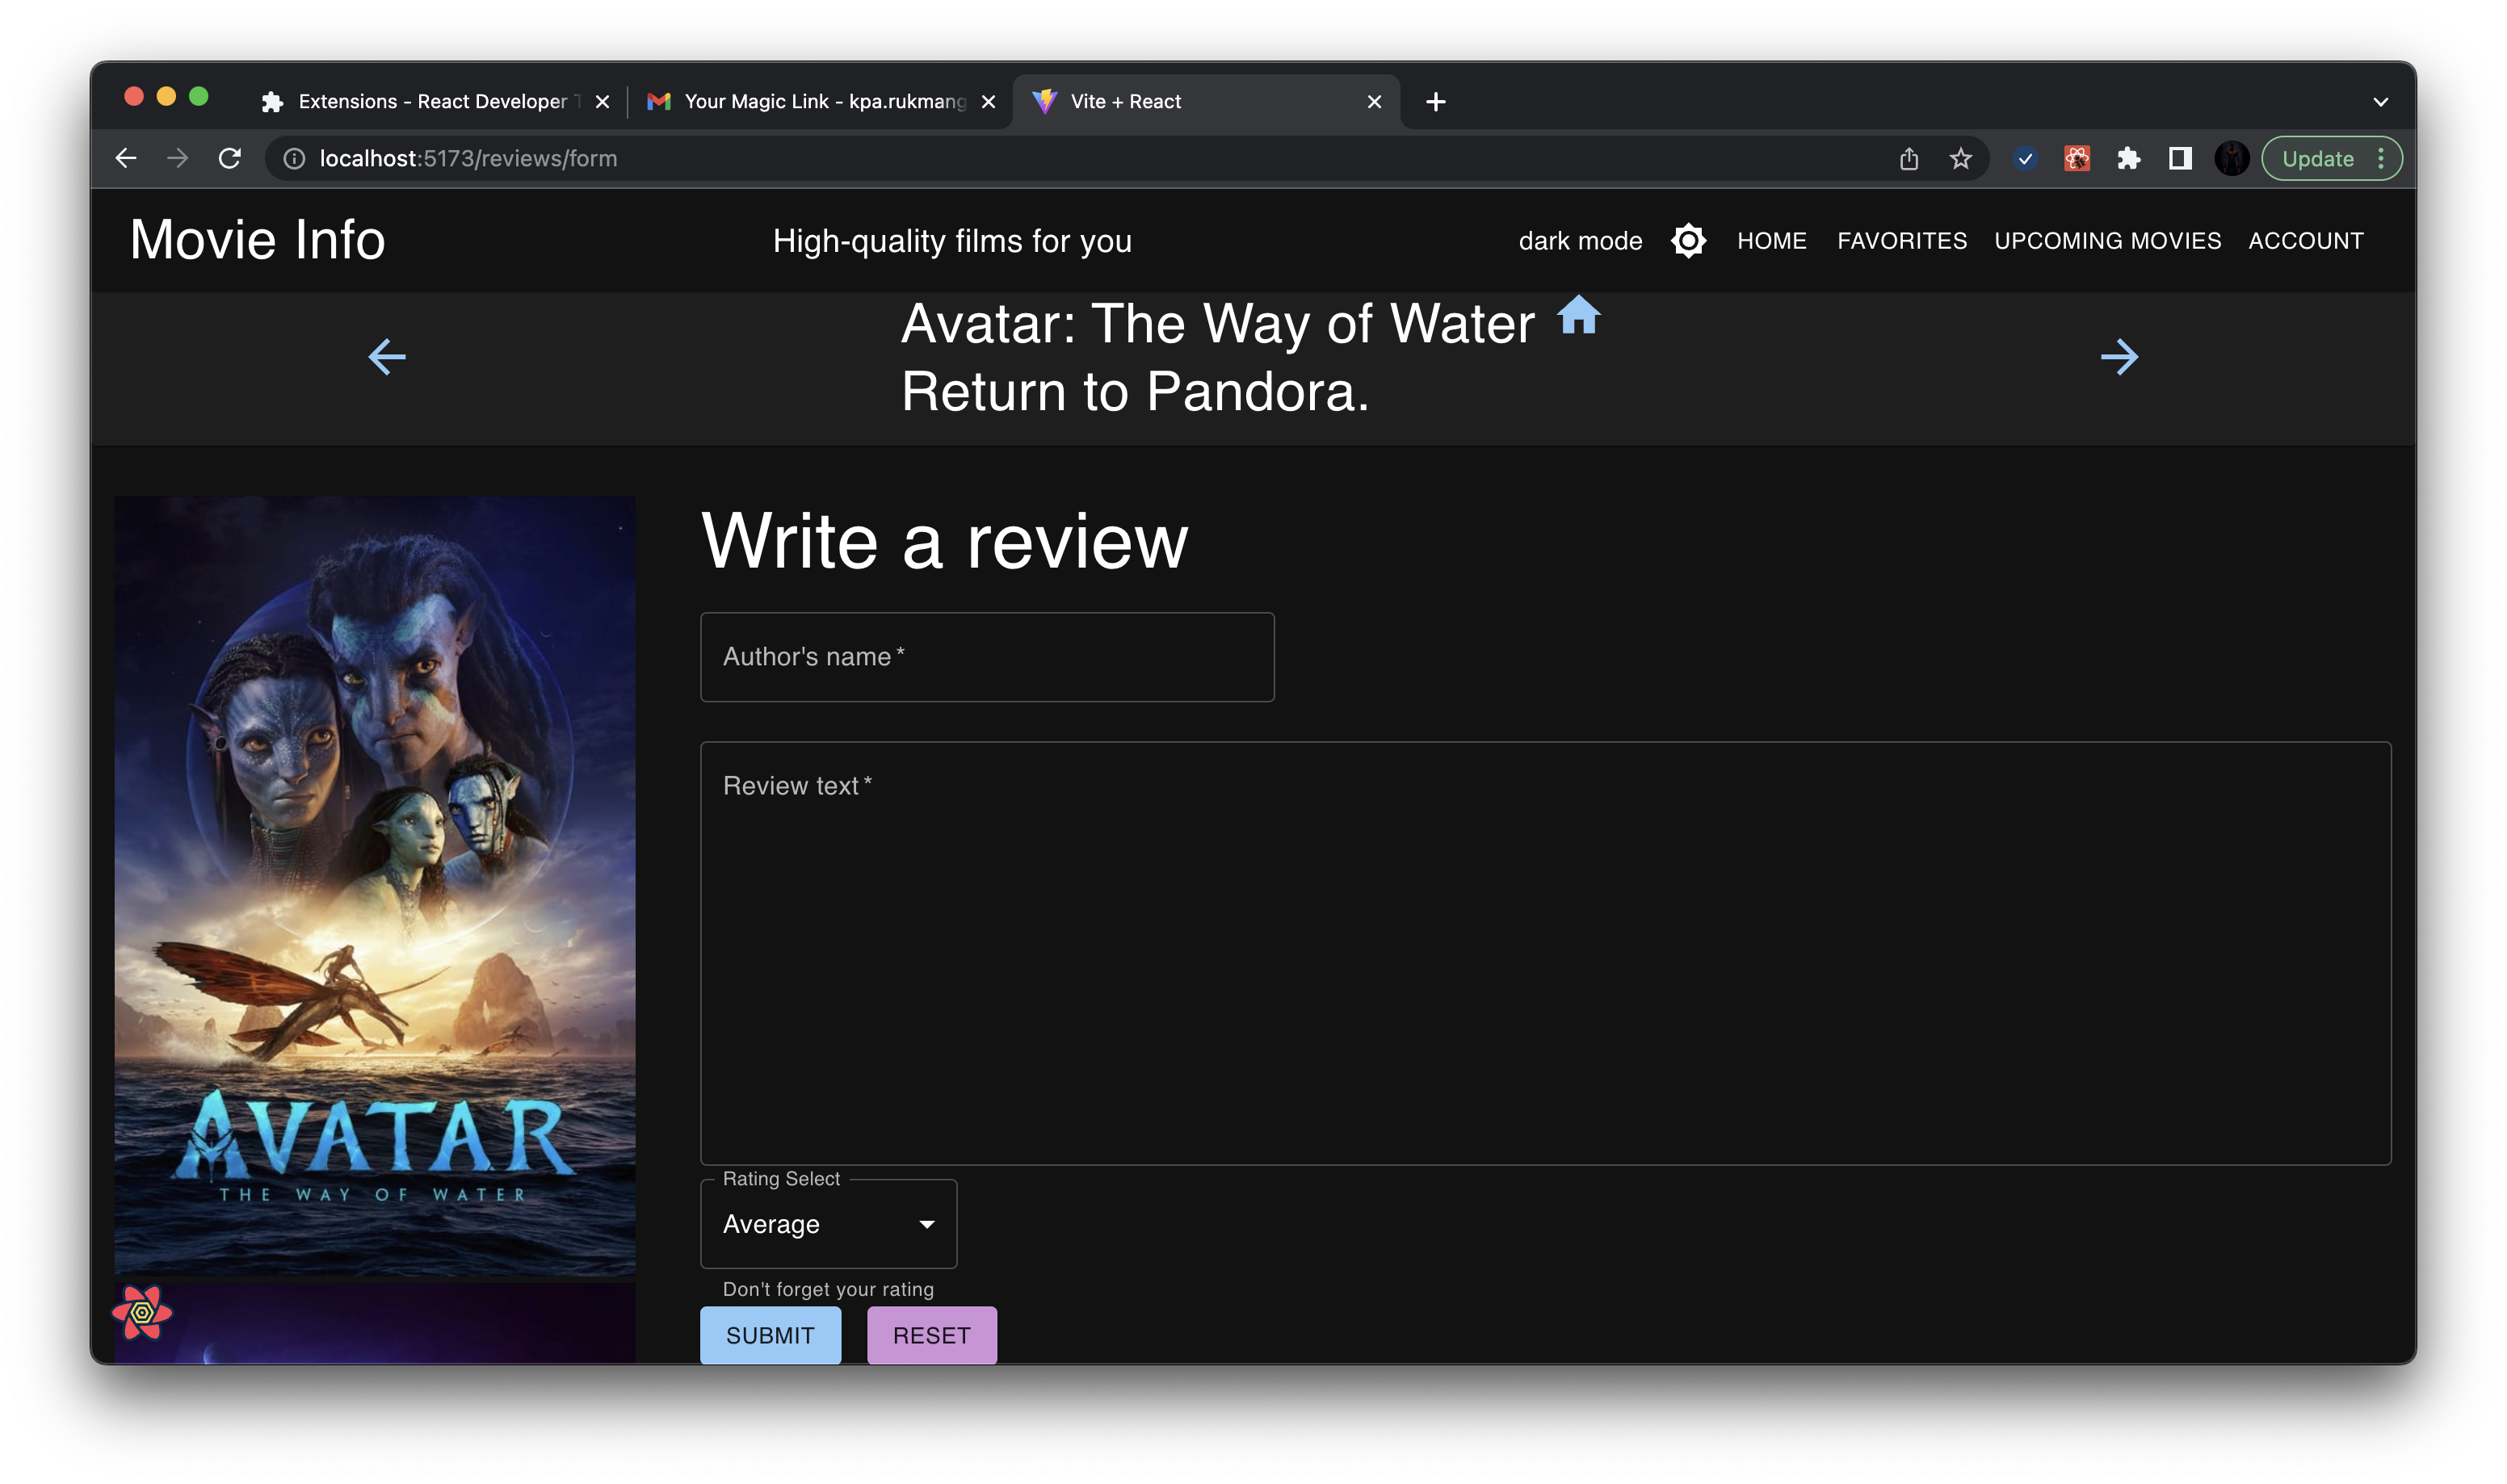 Extensions - React Developer T
Your Magic Link - kpa.rukmang
Vite + React
localhost:5173/reviews/form
Update
Movie Info
High-quality films for you
dark mode
HOME
FAVORITES
UPCOMING MOVIES
ACCOUNT
Avatar: The Way of Water
Return to Pandora.
Write a review
Author's name *
Review text *
AVATAR
THE WAY OF WATER
Rating Select
Average
Don't forget your rating
SUBMIT
RESET